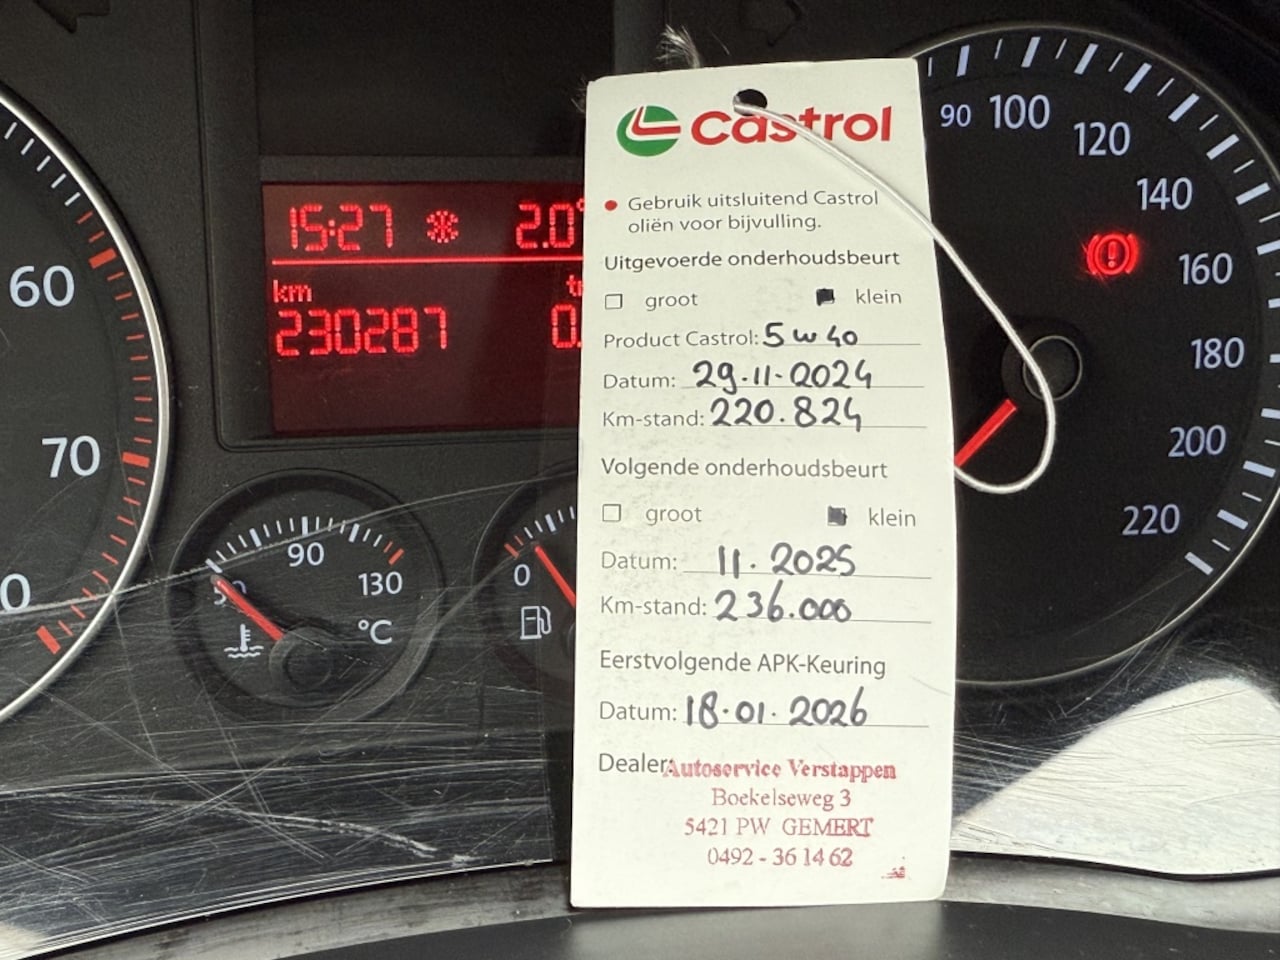 60
70
0
15:27 2.0°
km
230287 0.
90
50
130
°C
0
Castrol
Gebruik uitsluitend Castrol
oliën voor bijvulling.
Uitgevoerde onderhoudsbeurt
groot klein
Product Castrol: 5w40
Datum: 29-11-2024
Km-stand: 220.824
Volgende onderhoudsbeurt
groot klein
Datum: 11. 2025
Km-stand: 236.000
Eerstvolgende APK-Keuring
Datum: 18-01-2026
Dealer: Autoservice Verstappen
Boekelseweg 3
5421 PW GEMERT
0492 - 36 14 62
90
100
120
140
160
180
200
220